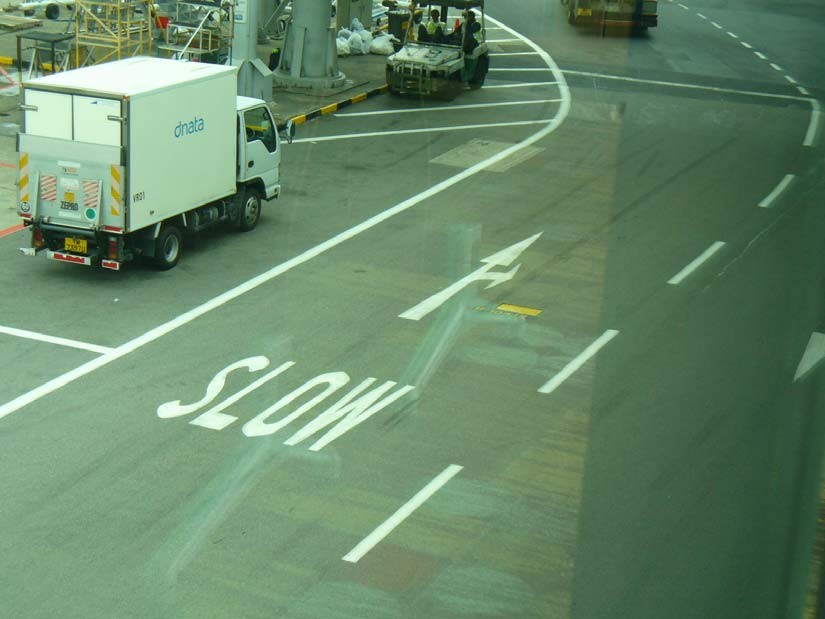 dnata
VR01
ZEPRO
SLOW